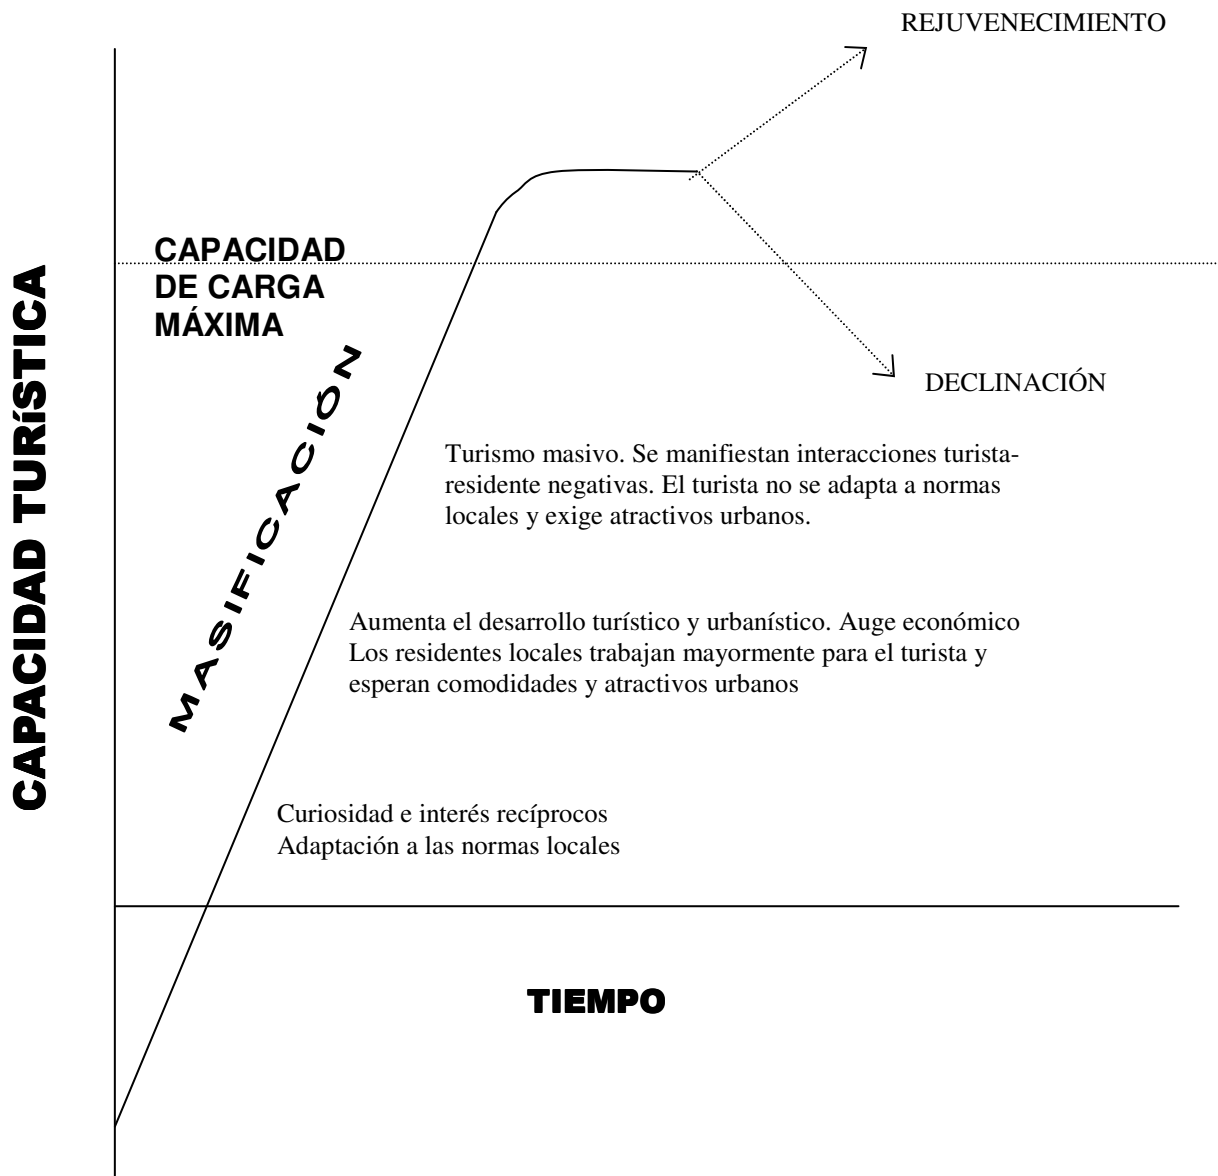 REJUVENECIMIENTO
CAPACIDAD
DE CARGA
MÁXIMA
CAPACIDAD TURÍSTICA
MASIFICACIÓN
DECLINACIÓN
Turismo masivo. Se manifiestan interacciones turista-
residente negativas. El turista no se adapta a normas
locales y exige atractivos urbanos.
Aumenta el desarrollo turístico y urbanístico. Auge económico
Los residentes locales trabajan mayormente para el turista y
esperan comodidades y atractivos urbanos
Curiosidad e interés recíprocos
Adaptación a las normas locales
TIEMPO